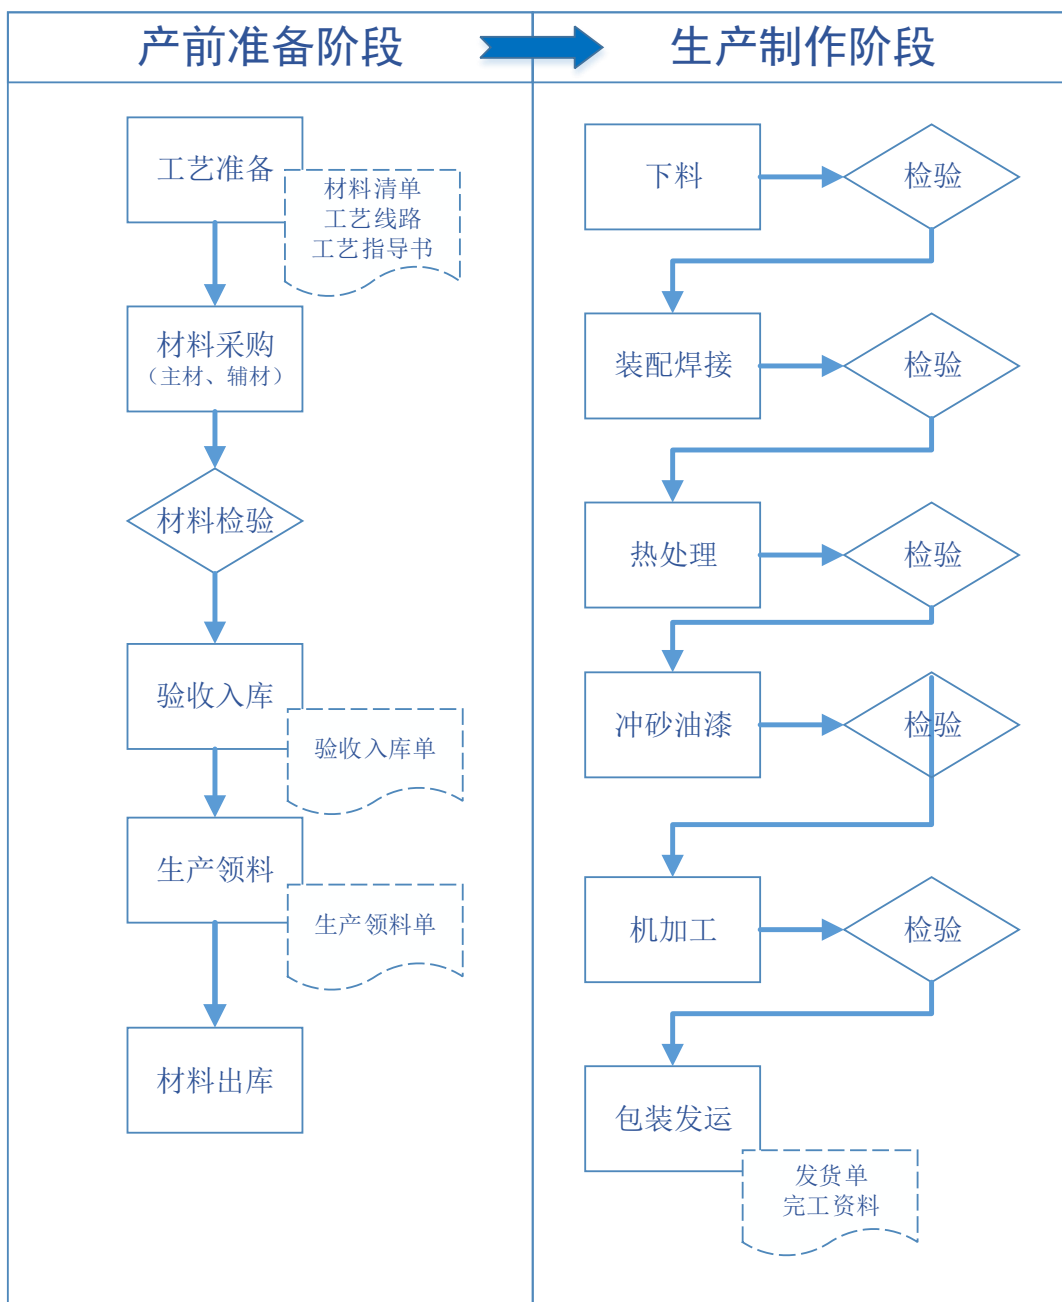 产前准备阶段
工艺准备
材料清单
工艺线路
工艺指导书
材料采购
（主材、辅材）
材料检验
验收入库
验收入库单
生产领料
生产领料单
材料出库
生产制作阶段
下料
检验
装配焊接
检验
热处理
检验
冲砂油漆
检验
机加工
检验
包装发运
发货单
完工资料